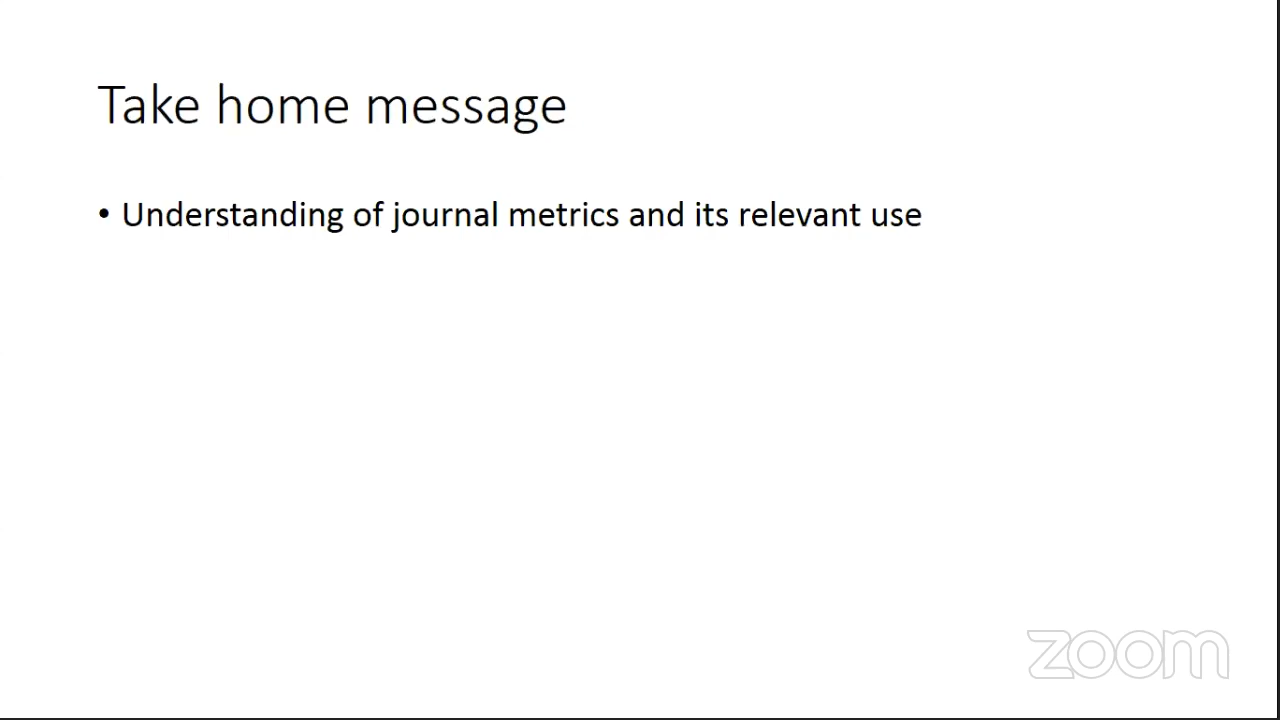 Take home message
• Understanding of journal metrics and its relevant use
zoom